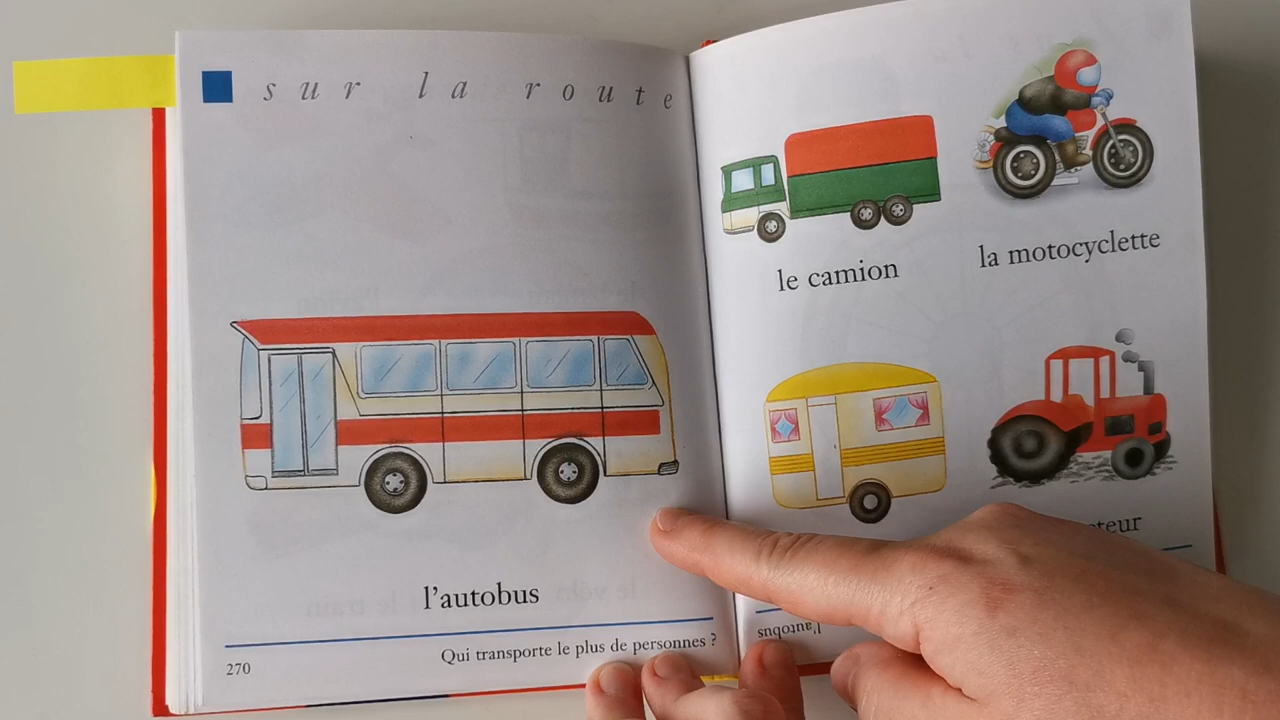 sur la route
l'autobus
Qui transporte le plus de personnes ?
270
le camion
la motocyclette
l'autobus